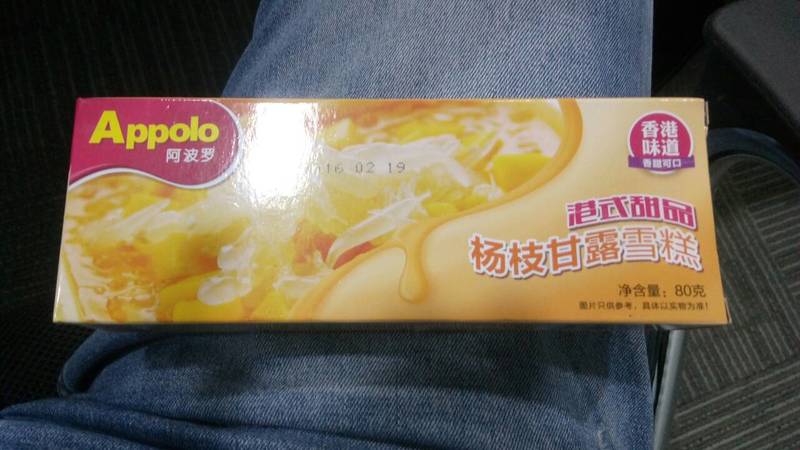 Appolo
阿波罗
16 02 19
香港
味道
香甜可口
港式甜品
杨枝甘露雪糕
净含量：80克
图片只供参考，具体以实物为准！